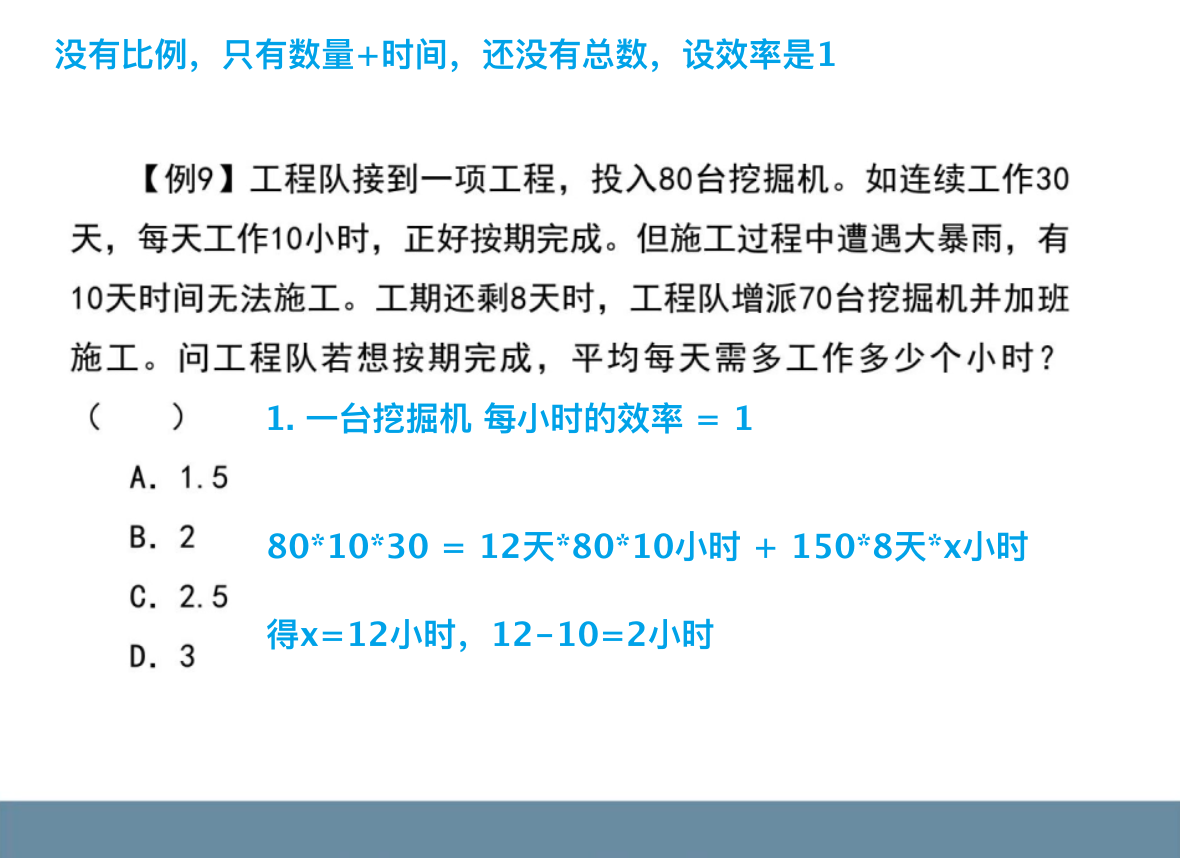 没有比例，只有数量+时间，还没有总数，设效率是1
【例9】工程队接到一项工程，投入80台挖掘机。如连续工作30
天，每天工作10小时，正好按期完成。但施工过程中遭遇大暴雨，有
10天时间无法施工。工期还剩8天时，工程队增派70台挖掘机并加班
施工。问工程队若想按期完成，平均每天需多工作多少个小时？
（　　） 1. 一台挖掘机 每小时的效率 = 1
A. 1.5
B. 2
80*10*30 = 12天*80*10小时 + 150*8天*x小时
C. 2.5
得x=12小时，12-10=2小时
D. 3